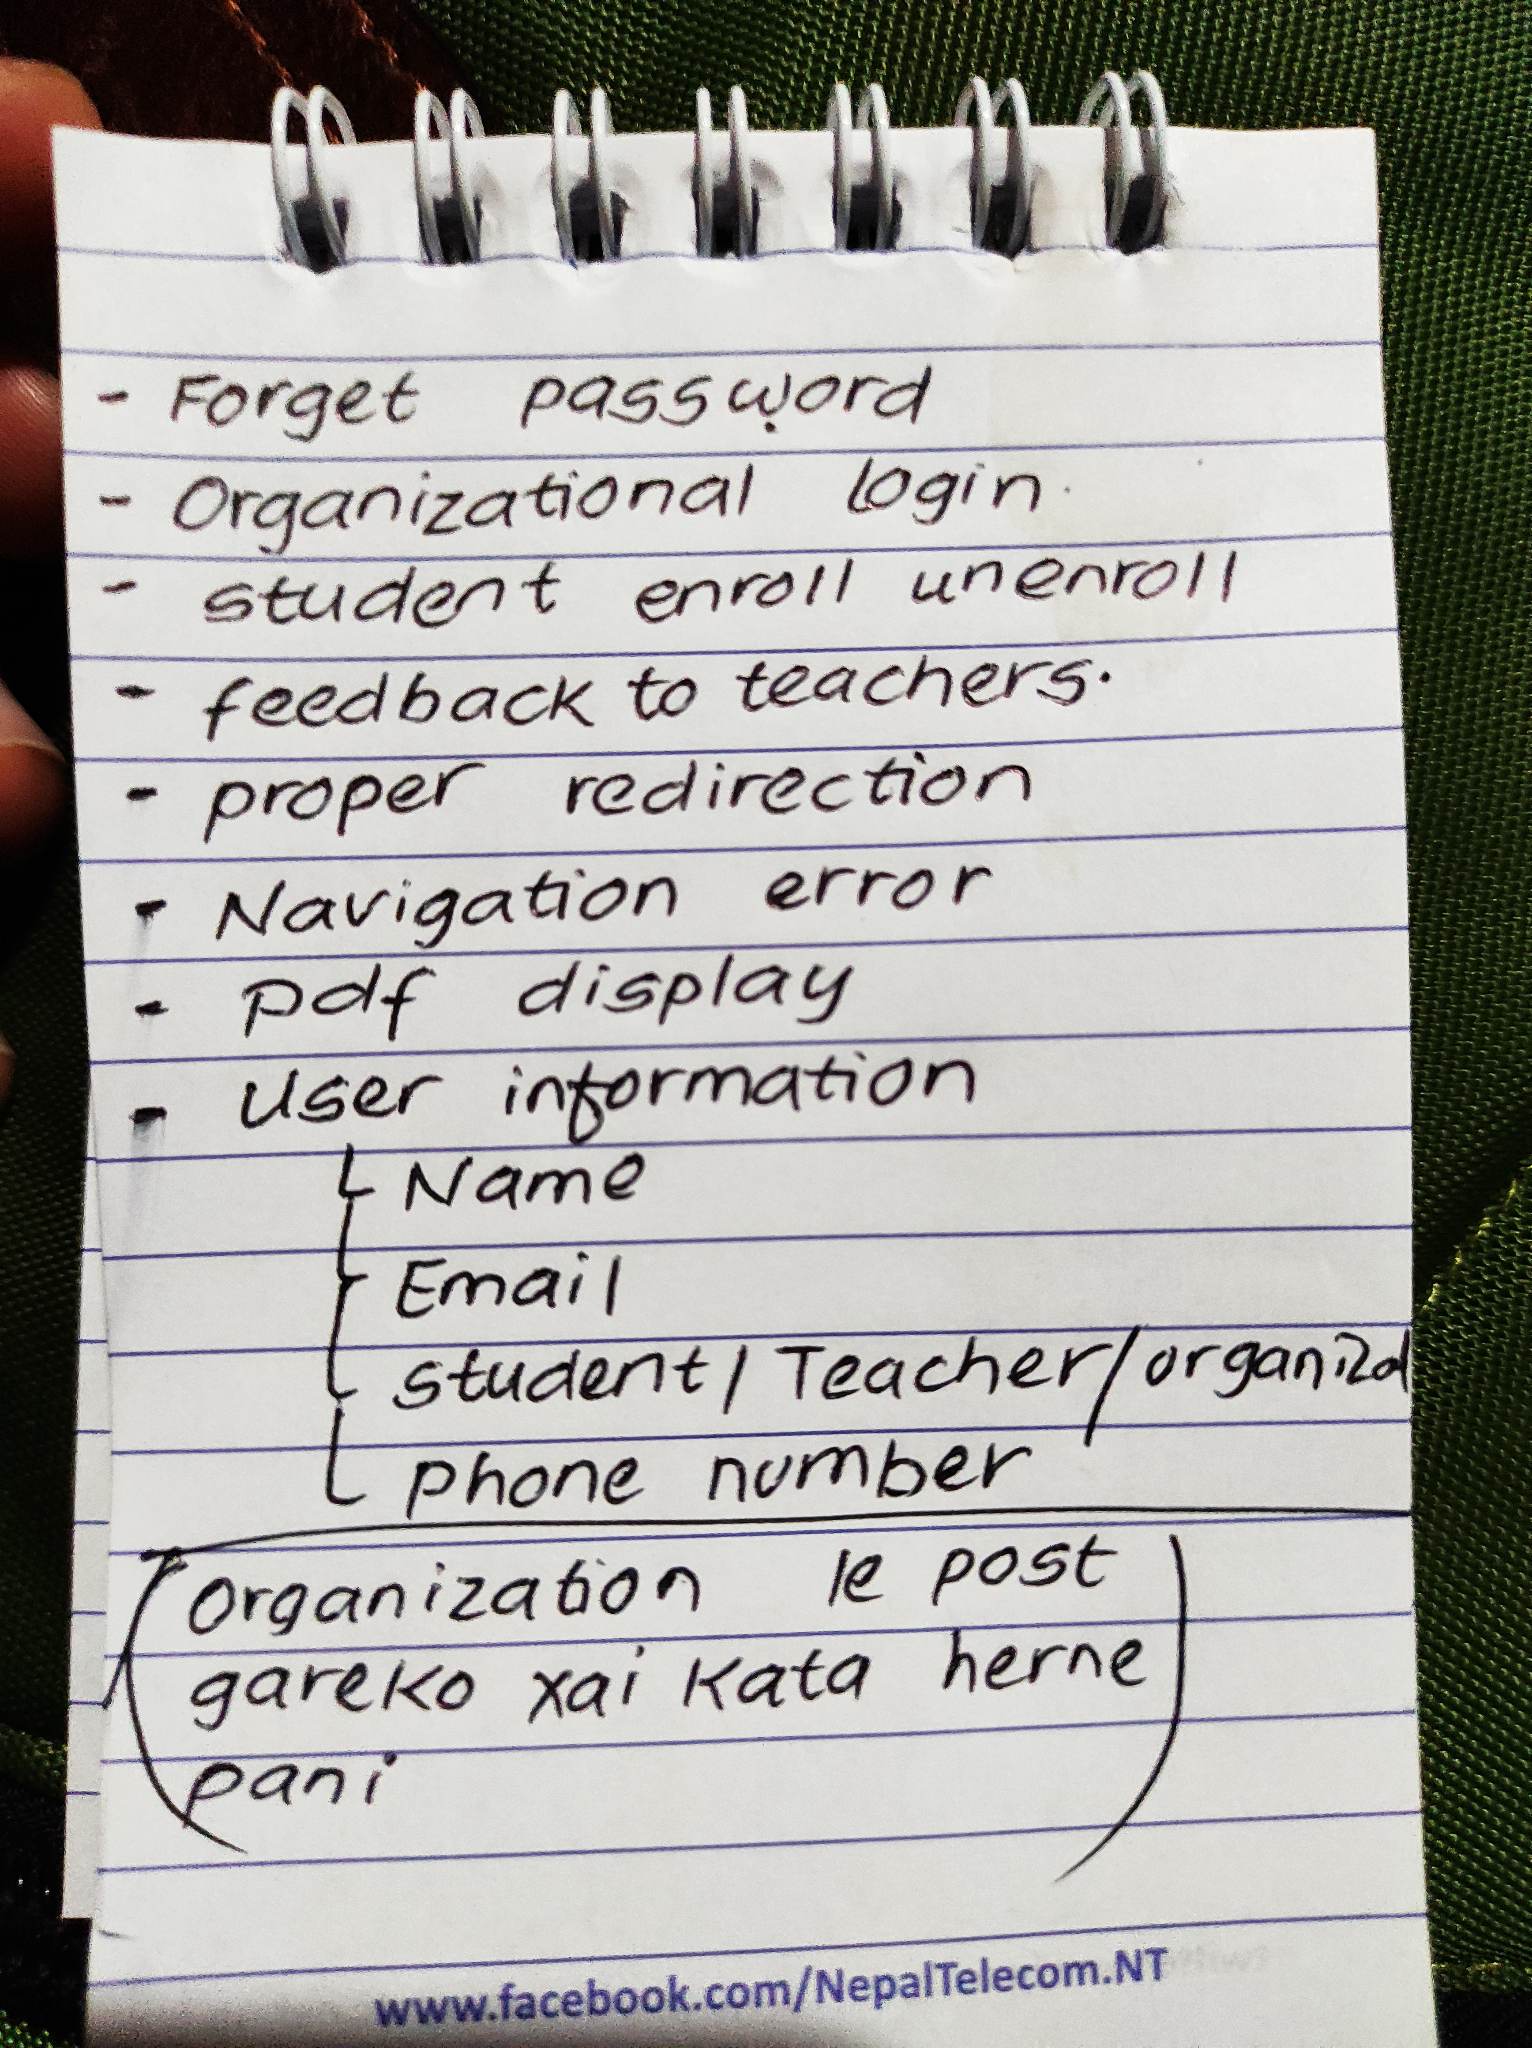 - Forget password
- Organizational login.
- student enroll unenroll
- feedback to teachers.
- proper redirection
- Navigation error
- pdf display
- user information
Name
Email
student / Teacher / organiza
phone number
Organization le post
gareko xai kata herne
pani
www.facebook.com/NepalTelecom.NT